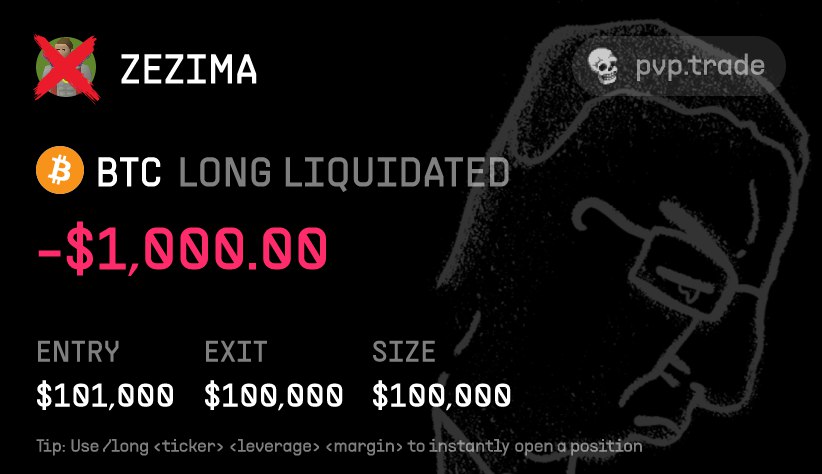 ZEZIMA
pvp.trade
BTC LONG LIQUIDATED
-$1,000.00
ENTRY EXIT SIZE
$101,000 $100,000 $100,000
Tip: Use /long <ticker> <leverage> <margin> to instantly open a position